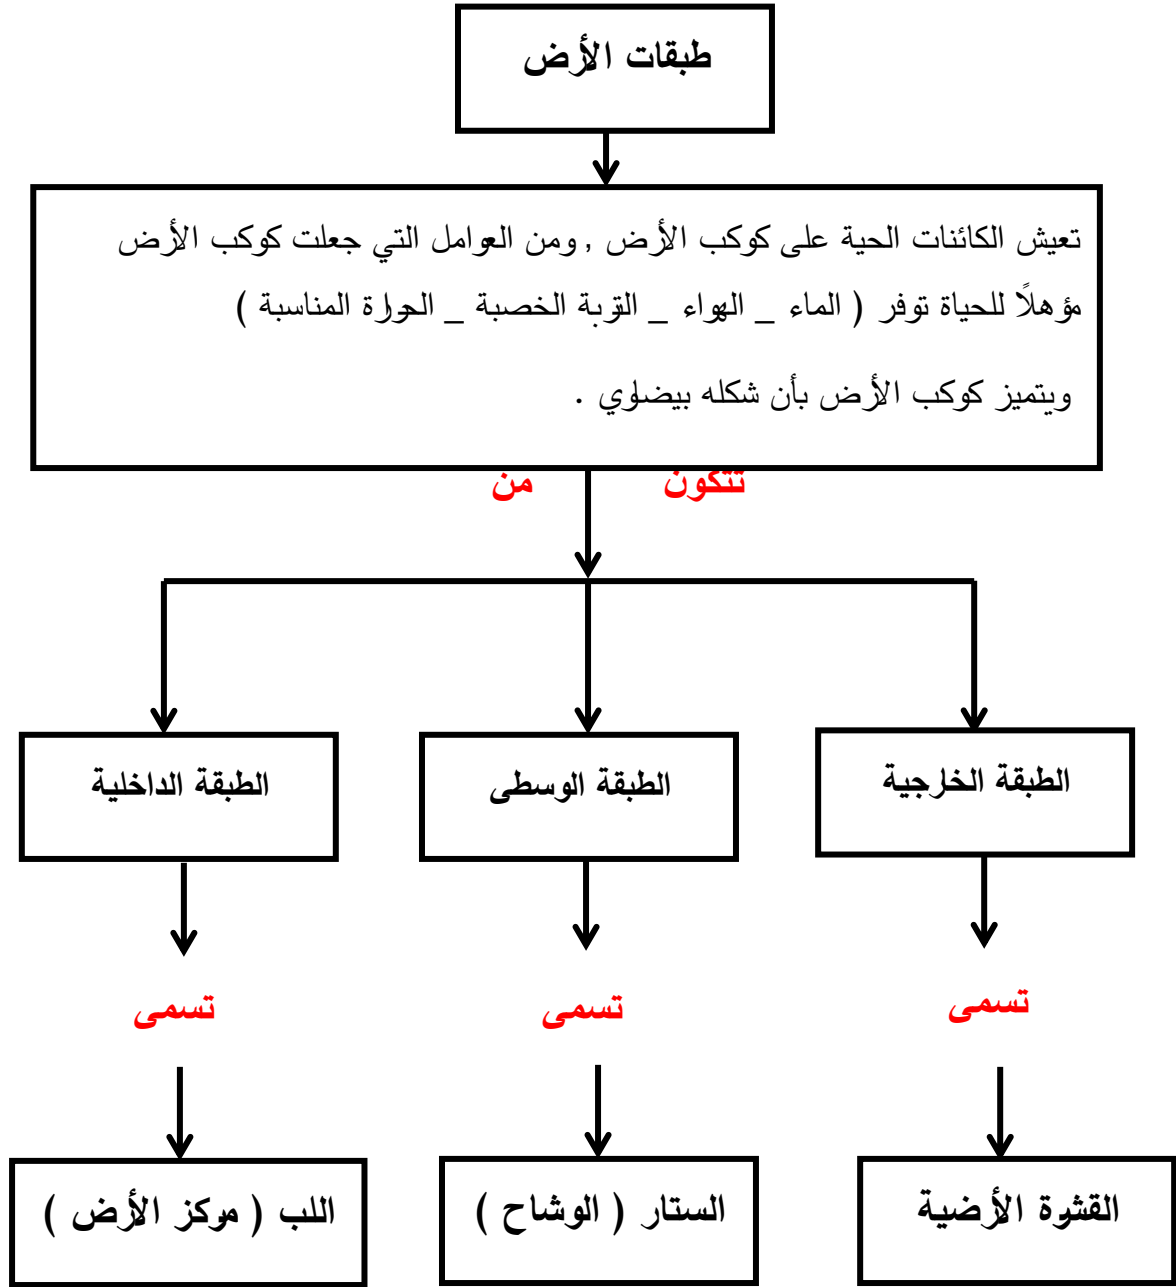 طبقات الأرض
تعيش الكائنات الحية على كوكب الأرض , ومن العوامل التي جعلت كوكب الأرض
مؤهلًا للحياة توفر ( الماء _ الهواء _ التربة الخصبة _ الحرارة المناسبة )
ويتميز كوكب الأرض بأن شكله بيضاوي .
تتكون من
الطبقة الخارجية
الطبقة الوسطى
الطبقة الداخلية
تسمى
تسمى
تسمى
القشرة الأرضية
الستار ( الوشاح )
اللب ( مركز الأرض )